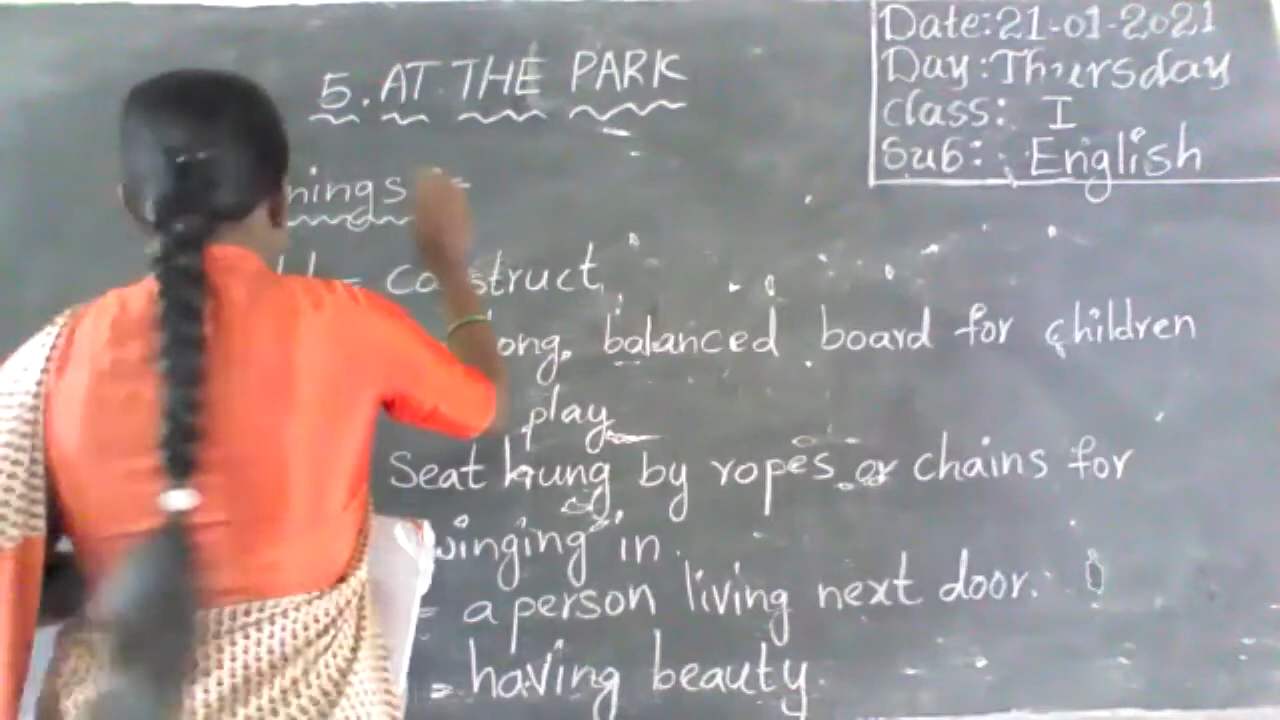 Date:21-01-2021
Day:Thursday
class: I
Sub: English
5. AT THE PARK
nings :-
= construct
ong, balanced board for children
play
Seat hung by ropes or chains for
winging in.
= a person living next door.
= having beauty.